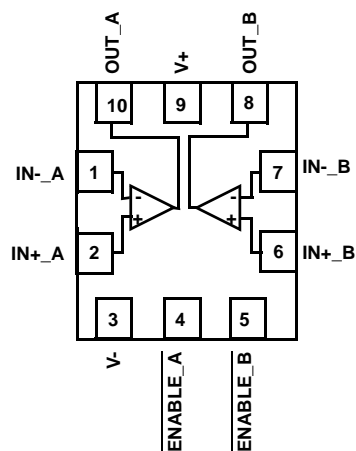 OUT_A
V+
OUT_B
10
9
8
IN-_A
1
-
+
-
+
7
IN-_B
IN+_A
2
6
IN+_B
3
4
5
V-
ENABLE_A
ENABLE_B